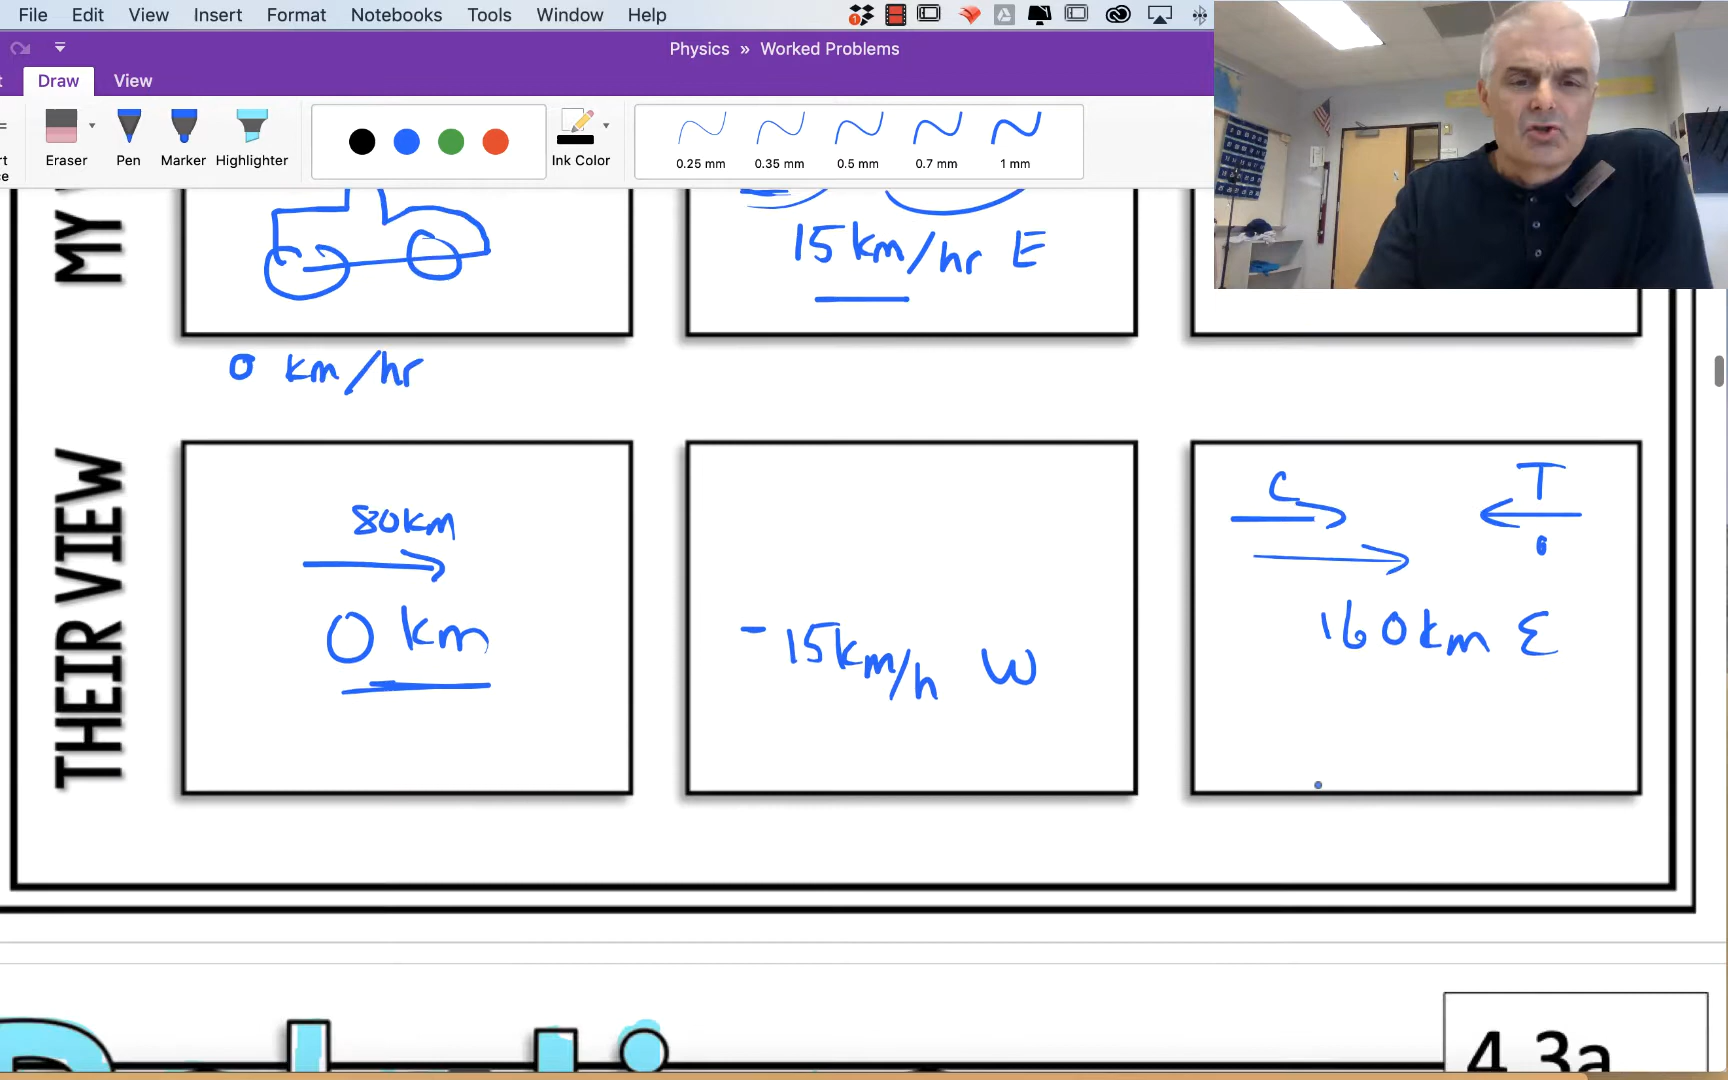 File Edit View Insert Format Notebooks Tools Window Help
Physics » Worked Problems
Draw View
Eraser Pen Marker Highlighter Ink Color
0.25 mm 0.35 mm 0.5 mm 0.7 mm 1 mm
MY
15 km/hr E
0 km/hr
THEIR VIEW
80km
0 km
-15km/h W
C T
160km E
4.3a